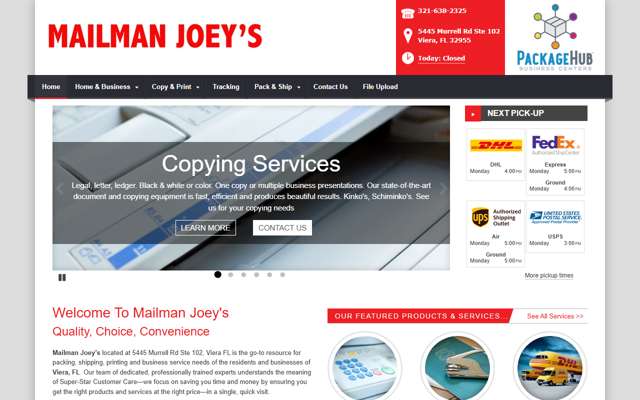 MAILMAN JOEY'S
321-638-2325
5445 Murrell Rd Ste 102
Viera, FL 32955
Today: Closed
PACKAGEHUB
BUSINESS CENTERS
Home
Home & Business
Copy & Print
Tracking
Pack & Ship
Contact Us
File Upload
Copying Services
Legal, letter, ledger. Black & white or color. One copy or multiple business presentations. Our state-of-the-art
document and copying equipment is fast, efficient and produces beautiful results. Kinko's, Schiminko's. See
us for your copying needs
LEARN MORE
CONTACT US
NEXT PICK-UP
DHL
DHL
Monday 4:00PM
FedEx
Authorized ShipCenter
Express
Monday 5:00PM
Ground
Monday 4:00PM
ups
Authorized
Shipping
Outlet
Air
Monday 5:00PM
Ground
Monday 5:00PM
UNITED STATES
POSTAL SERVICE
USPS
Monday 3:00PM
More pickup times
Welcome To Mailman Joey's
Quality, Choice, Convenience
Mailman Joey's located at 5445 Murrell Rd Ste 102, Viera FL is the go-to resource for
packing, shipping, printing and business service needs of the residents and businesses of
Viera, FL. Our team of dedicated, professionally trained experts understands the meaning
of Super-Star Customer Care—we focus on saving you time and money by ensuring you
get the right products and services at the right price—in a single, quick visit.
OUR FEATURED PRODUCTS & SERVICES...
See All Services >>